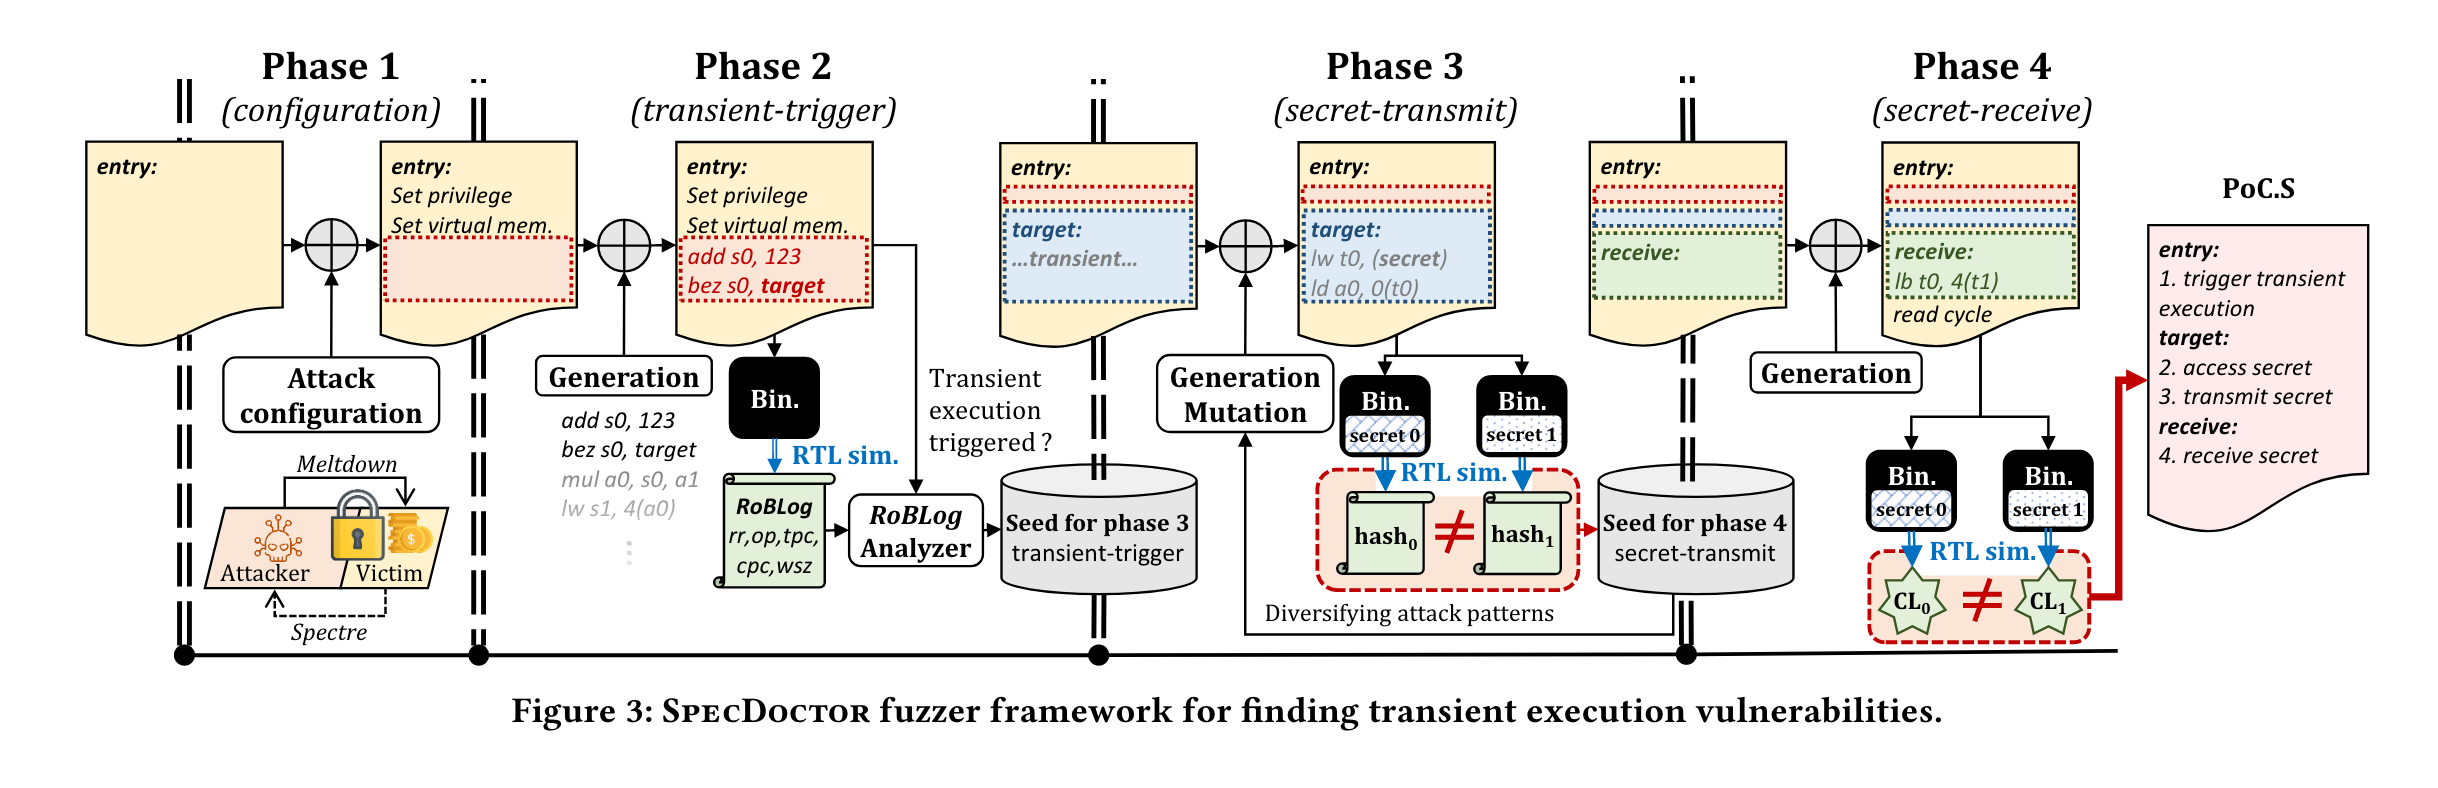 Phase 1
(configuration)
entry:
entry:
Set privilege
Set virtual mem.
Attack
configuration
Meltdown
Attacker
Victim
Spectre
Phase 2
(transient-trigger)
entry:
Set privilege
Set virtual mem.
add s0, 123
bez s0, target
Generation
add s0, 123
bez s0, target
mul a0, s0, a1
lw s1, 4(a0)
Bin.
RTL sim.
RoBLog
rr,op,tpc,
cpc,wsz
Transient
execution
triggered ?
RoBLog
Analyzer
entry:
target:
...transient...
Seed for phase 3
transient-trigger
Phase 3
(secret-transmit)
entry:
target:
lw t0, (secret)
ld a0, 0(t0)
Generation
Mutation
Bin.
secret 0
Bin.
secret 1
RTL sim.
hash0
≠
hash1
Diversifying attack patterns
entry:
receive:
Seed for phase 4
secret-transmit
Phase 4
(secret-receive)
entry:
receive:
lb t0, 4(t1)
read cycle
Generation
Bin.
secret 0
Bin.
secret 1
RTL sim.
CL0
≠
CL1
PoC.S
entry:
1. trigger transient
execution
target:
2. access secret
3. transmit secret
receive:
4. receive secret
Figure 3: SPECDOCTOR fuzzer framework for finding transient execution vulnerabilities.